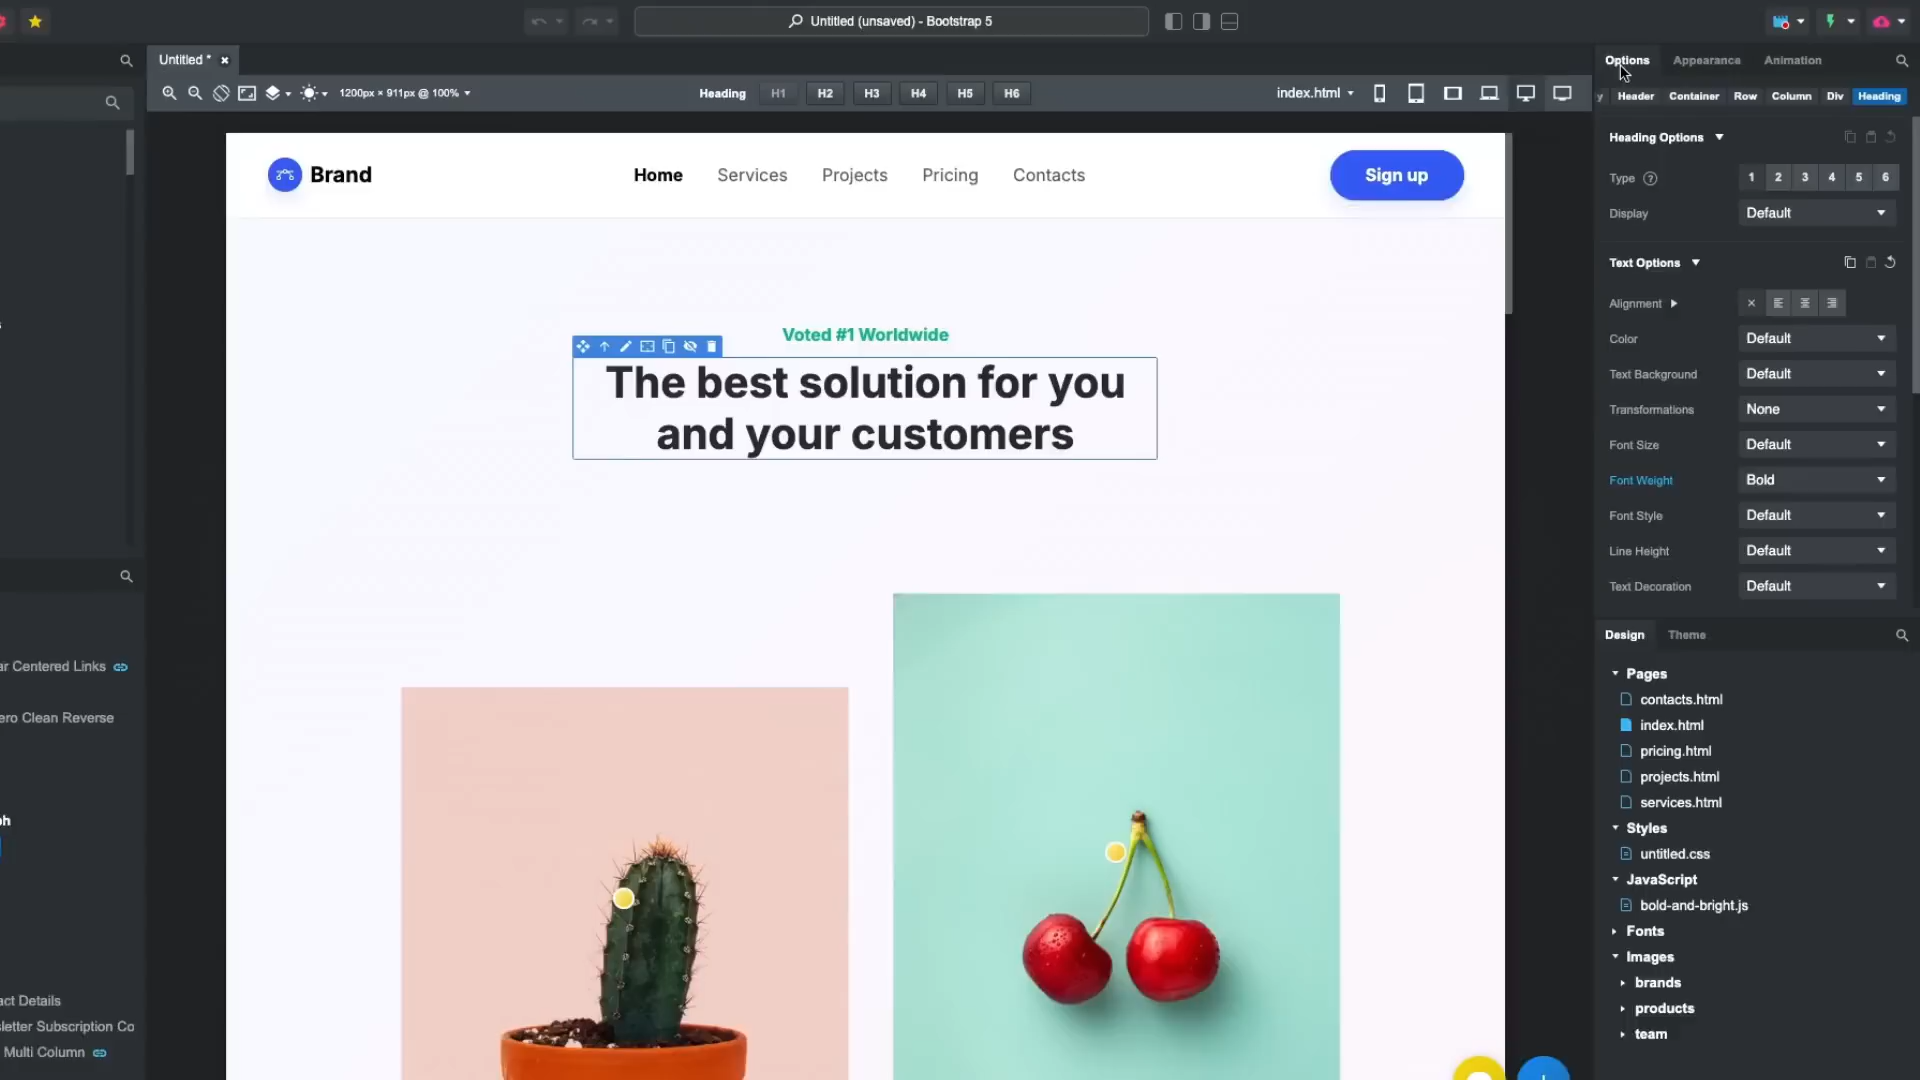 Untitled (unsaved) - Bootstrap 5
Untitled *
1200px × 911px @ 100%
Heading
H1
H2
H3
H4
H5
H6
index.html
Brand
Home
Services
Projects
Pricing
Contacts
Sign up
Voted #1 Worldwide
The best solution for you
and your customers
ar Centered Links
ero Clean Reverse
ph
act Details
sletter Subscription Co
Multi Column
Options
Appearance
Animation
y
Header
Container
Row
Column
Div
Heading
Heading Options
Type
?
1
2
3
4
5
6
Display
Default
Text Options
Alignment
Color
Default
Text Background
Default
Transformations
None
Font Size
Default
Font Weight
Bold
Font Style
Default
Line Height
Default
Text Decoration
Default
Design
Theme
Pages
contacts.html
index.html
pricing.html
projects.html
services.html
Styles
untitled.css
JavaScript
bold-and-bright.js
Fonts
Images
brands
products
team